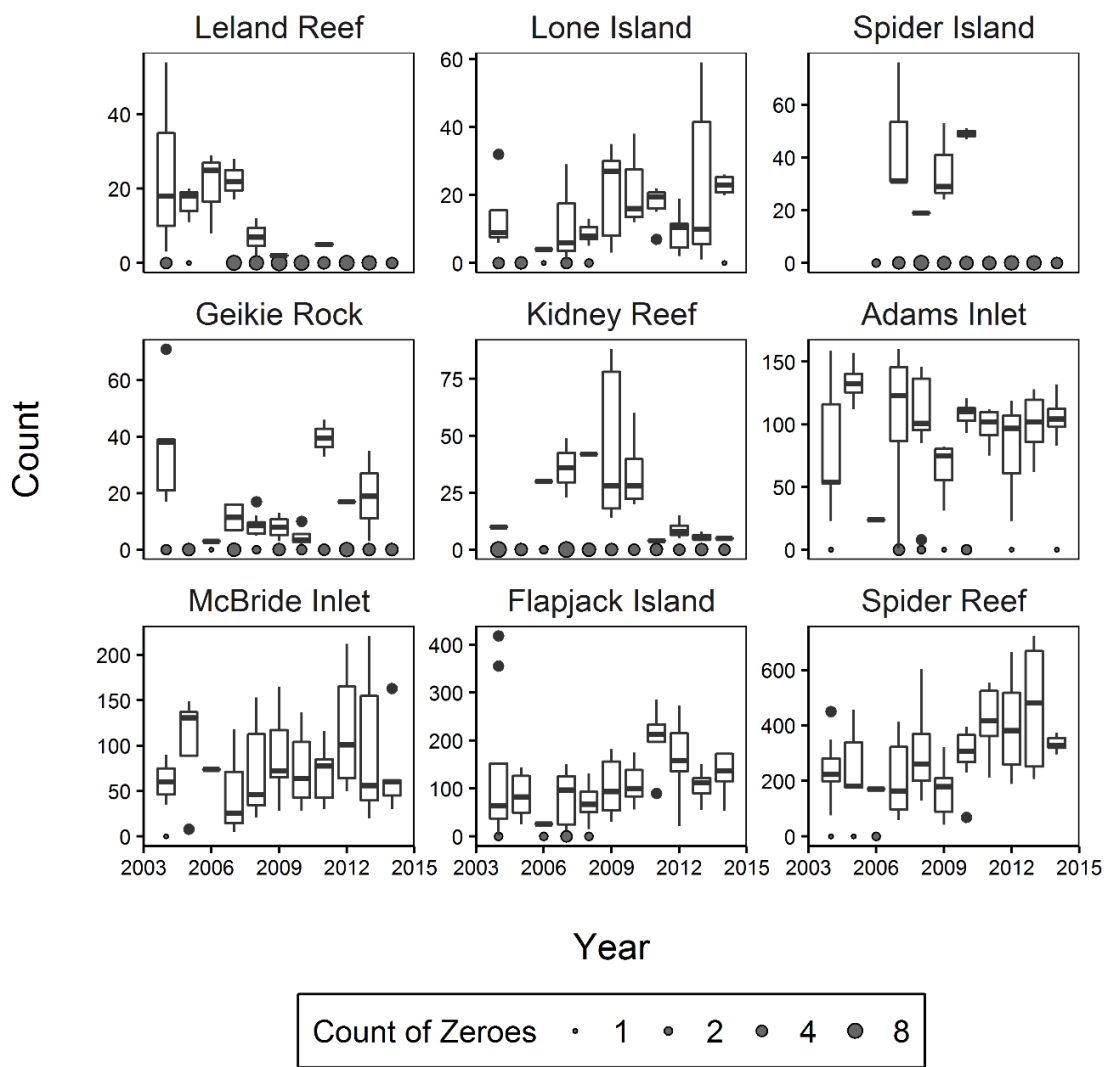 Leland Reef
Lone Island
Spider Island
40
20
0
60
40
20
0
60
40
20
0
Geikie Rock
Kidney Reef
Adams Inlet
60
40
20
0
75
50
25
0
150
100
50
0
McBride Inlet
Flapjack Island
Spider Reef
200
150
100
50
0
400
300
200
100
0
600
400
200
0
2003 2006 2009 2012 2015
2003 2006 2009 2012 2015
2003 2006 2009 2012 2015
Count
Year
Count of Zeroes 1 2 4 8